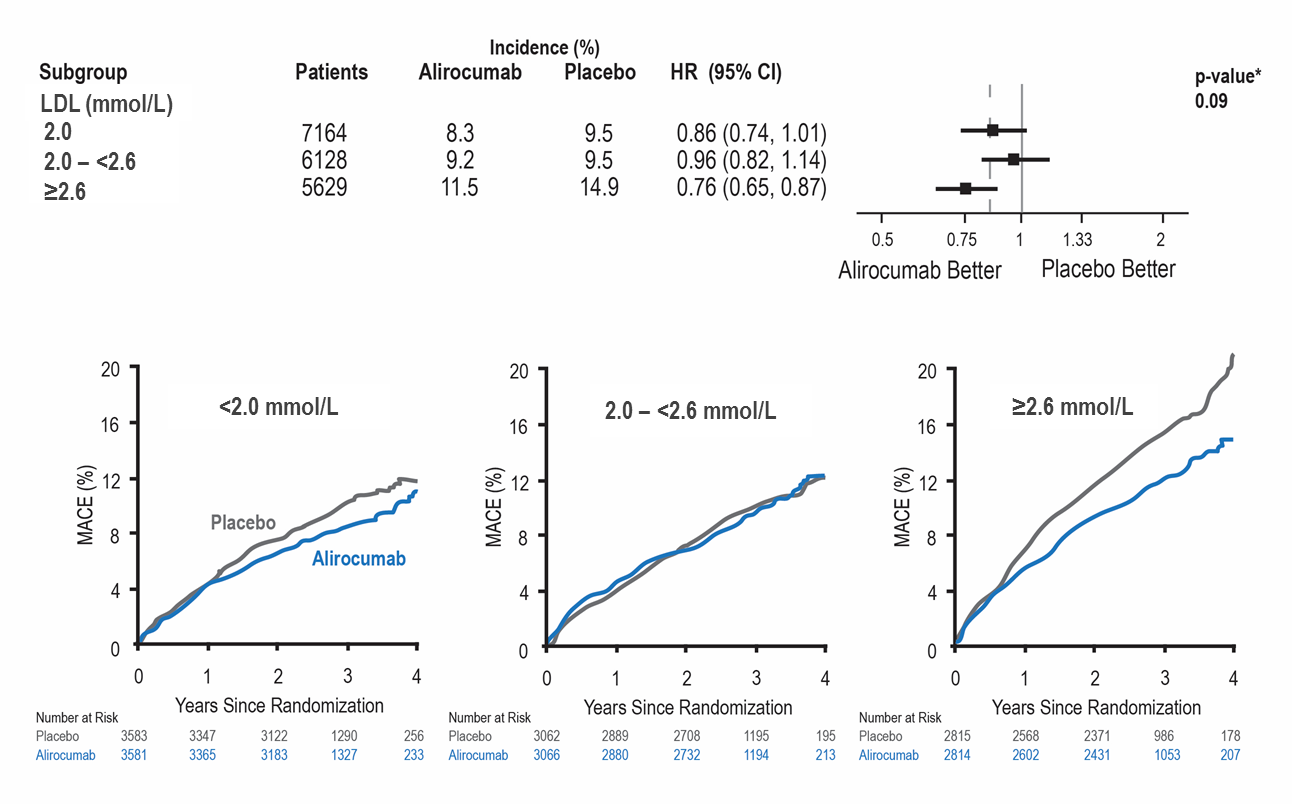 Incidence (%)
Subgroup Patients Alirocumab Placebo HR (95% CI) p-value*
LDL (mmol/L) 0.09
2.0 7164 8.3 9.5 0.86 (0.74, 1.01)
2.0 – <2.6 6128 9.2 9.5 0.96 (0.82, 1.14)
≥2.6 5629 11.5 14.9 0.76 (0.65, 0.87)
0.5 0.75 1 1.33 2
Alirocumab Better Placebo Better
<2.0 mmol/L
20
16
12
8
4
0
MACE (%)
Placebo
Alirocumab
0 1 2 3 4
Years Since Randomization
Number at Risk
Placebo 3583 3347 3122 1290 256
Alirocumab 3581 3365 3183 1327 233
2.0 – <2.6 mmol/L
20
16
12
8
4
0
MACE (%)
0 1 2 3 4
Years Since Randomization
Number at Risk
Placebo 3062 2889 2708 1195 195
Alirocumab 3066 2880 2732 1194 213
≥2.6 mmol/L
20
16
12
8
4
0
MACE (%)
0 1 2 3 4
Years Since Randomization
Number at Risk
Placebo 2815 2568 2371 986 178
Alirocumab 2814 2602 2431 1053 207